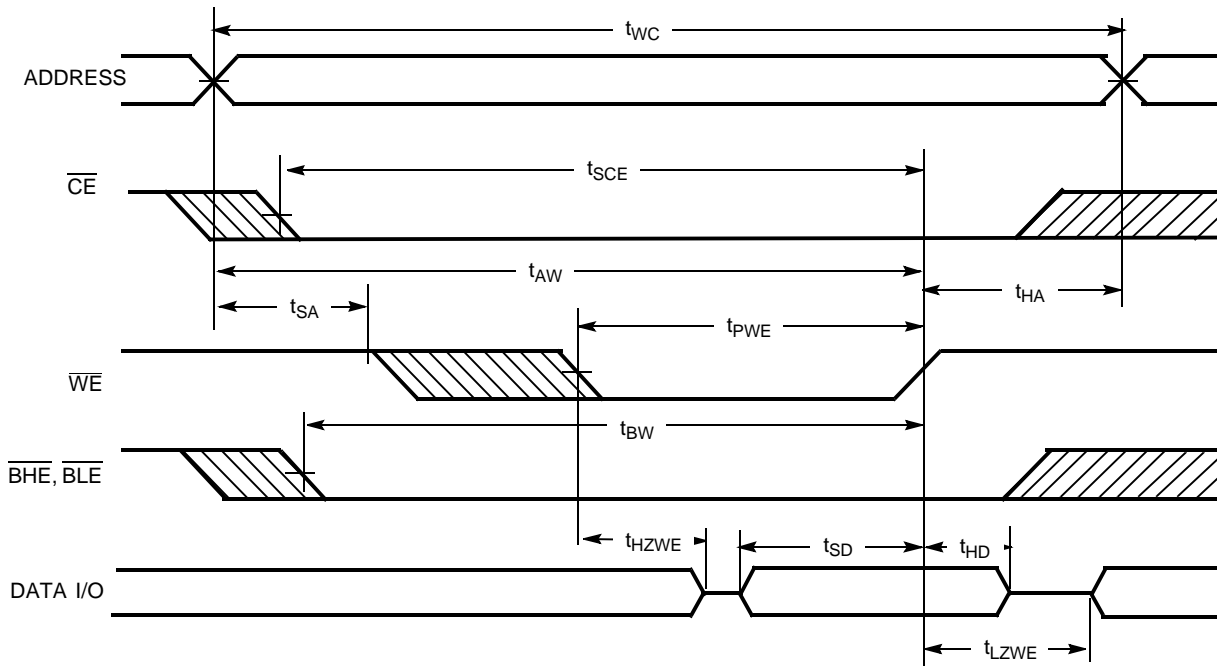 tWC
ADDRESS
tSCE
CE
tAW
tHA
tSA
tPWE
WE
tBW
BHE, BLE
tHZWE
tSD
tHD
DATA I/O
tLZWE